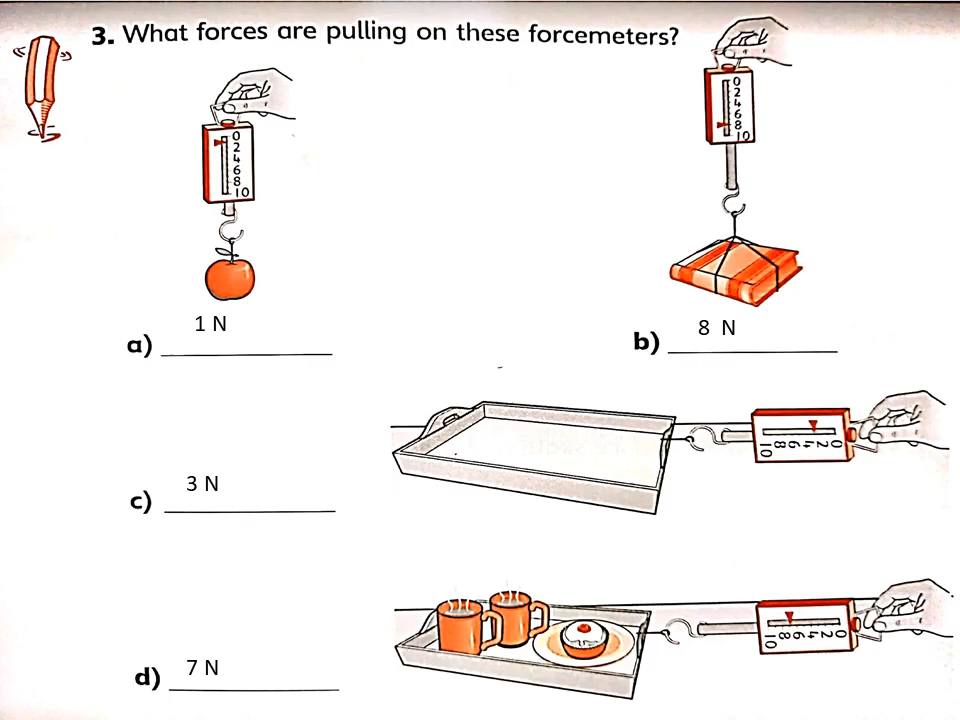 3. What forces are pulling on these forcemeters?
0
2
4
6
8
10
0
2
4
6
8
10
1 N
a)
8 N
b)
10 8 6 4 2 0
3 N
c)
10 8 6 4 2 0
7 N
d)